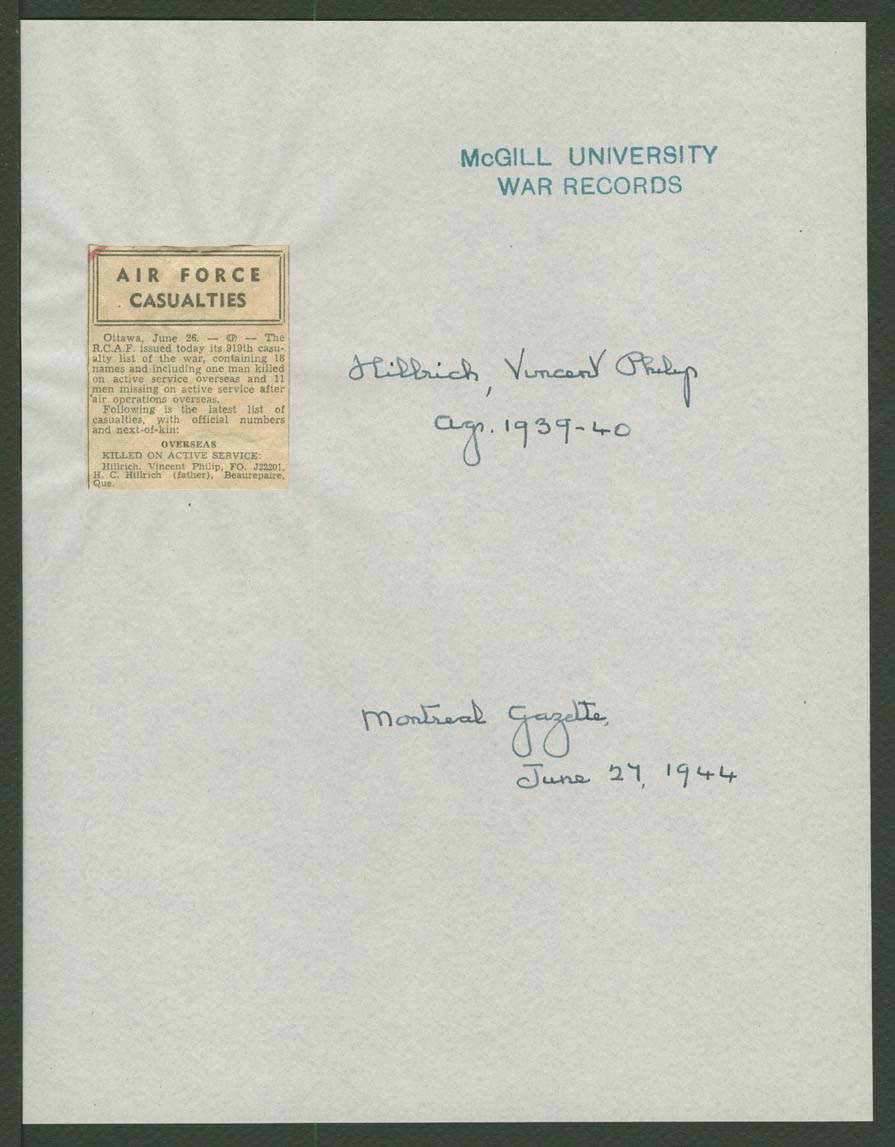 McGILL UNIVERSITY
WAR RECORDS
AIR FORCE
CASUALTIES
Ottawa, June 26. — (CP) — The
R.C.A.F. issued today its 919th casu-
alty list of the war, containing 18
names and including one man killed
on active service overseas and 11
men missing on active service after
air operations overseas.
Following is the latest list of
casualties, with official numbers
and next-of-kin:
OVERSEAS
KILLED ON ACTIVE SERVICE:
Hillrich, Vincent Philip, FO. J22201,
H. C. Hillrich (father), Beaurepaire,
Que.
Hillrich, Vincent Philip
Agr. 1939-40
Montreal Gazette,
June 27, 1944